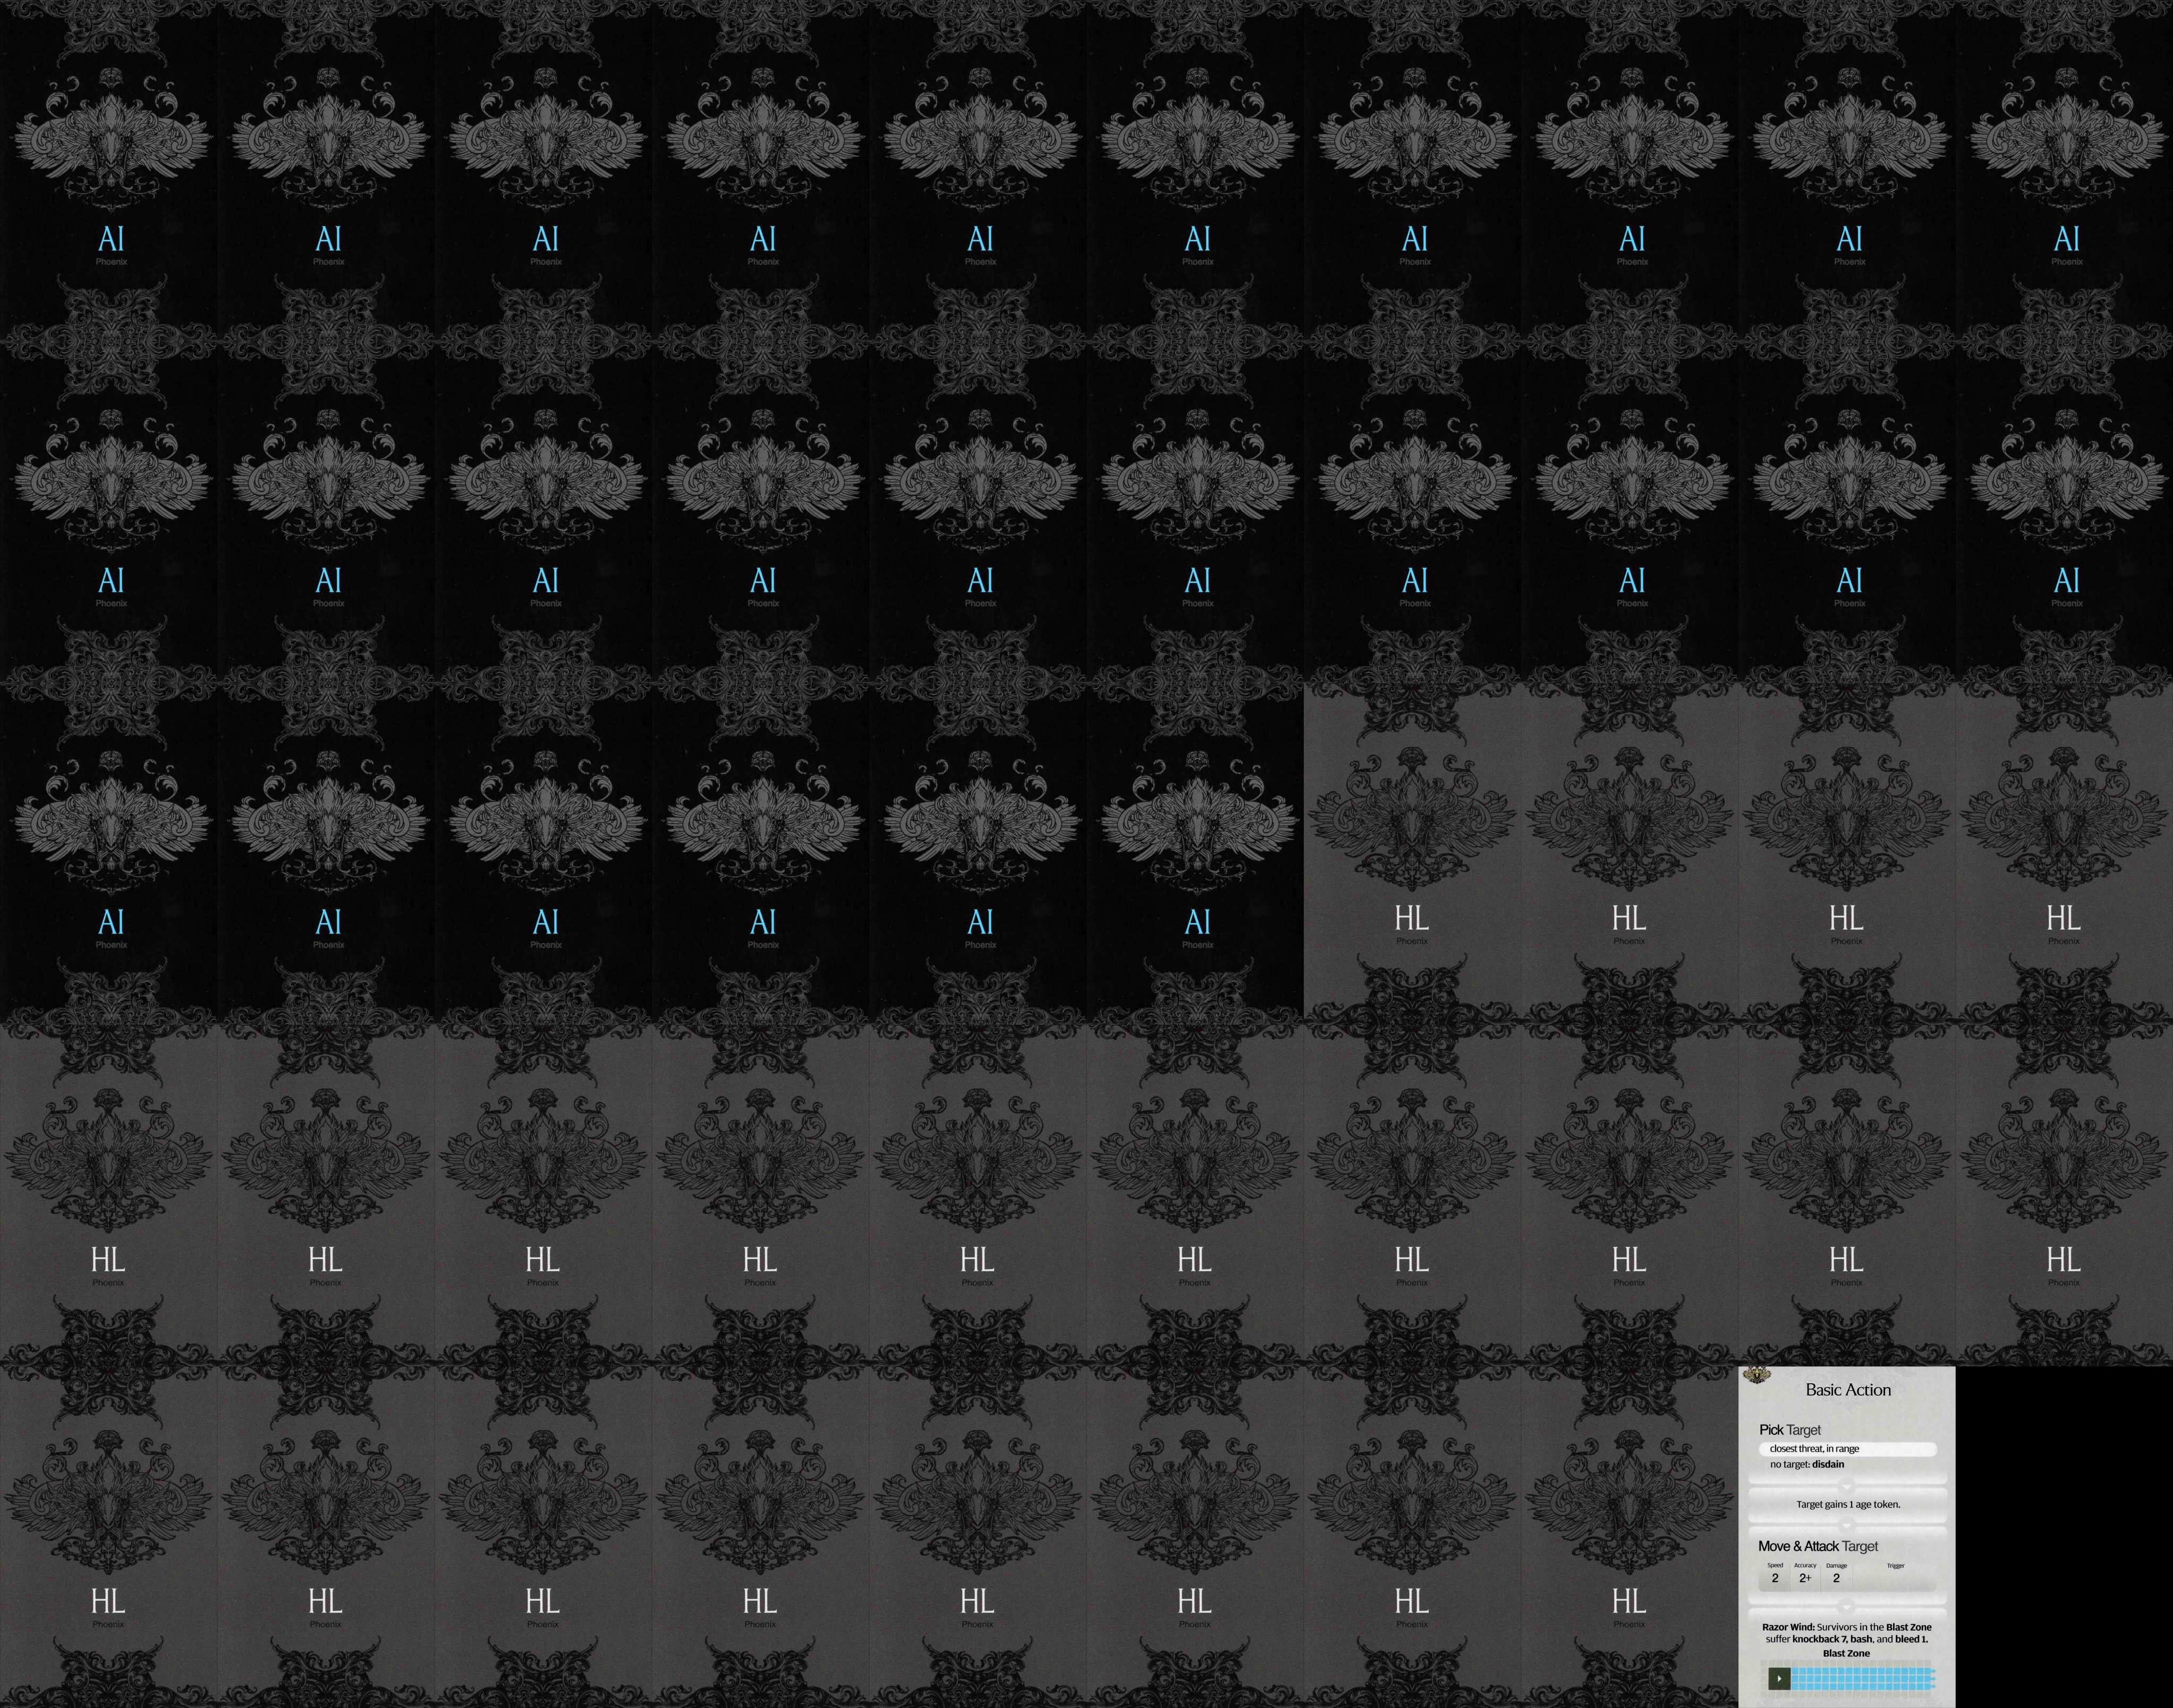 AI AI AI AI AI AI AI AI AI AI
Phoenix Phoenix Phoenix Phoenix Phoenix Phoenix Phoenix Phoenix Phoenix Phoenix
AI AI AI AI AI AI AI AI AI AI
Phoenix Phoenix Phoenix Phoenix Phoenix Phoenix Phoenix Phoenix Phoenix Phoenix
AI AI AI AI AI AI HL HL HL HL
Phoenix Phoenix Phoenix Phoenix Phoenix Phoenix Phoenix Phoenix Phoenix Phoenix
HL HL HL HL HL HL HL HL HL HL
Phoenix Phoenix Phoenix Phoenix Phoenix Phoenix Phoenix Phoenix Phoenix Phoenix
HL HL HL HL HL HL HL HL
Phoenix Phoenix Phoenix Phoenix Phoenix Phoenix Phoenix Phoenix
Basic Action
Pick Target
closest threat, in range
no target: disdain
Target gains 1 age token.
Move & Attack Target
Speed Accuracy Damage Trigger
2 2+ 2
Razor Wind: Survivors in the Blast Zone
suffer knockback 7, bash, and bleed 1.
Blast Zone